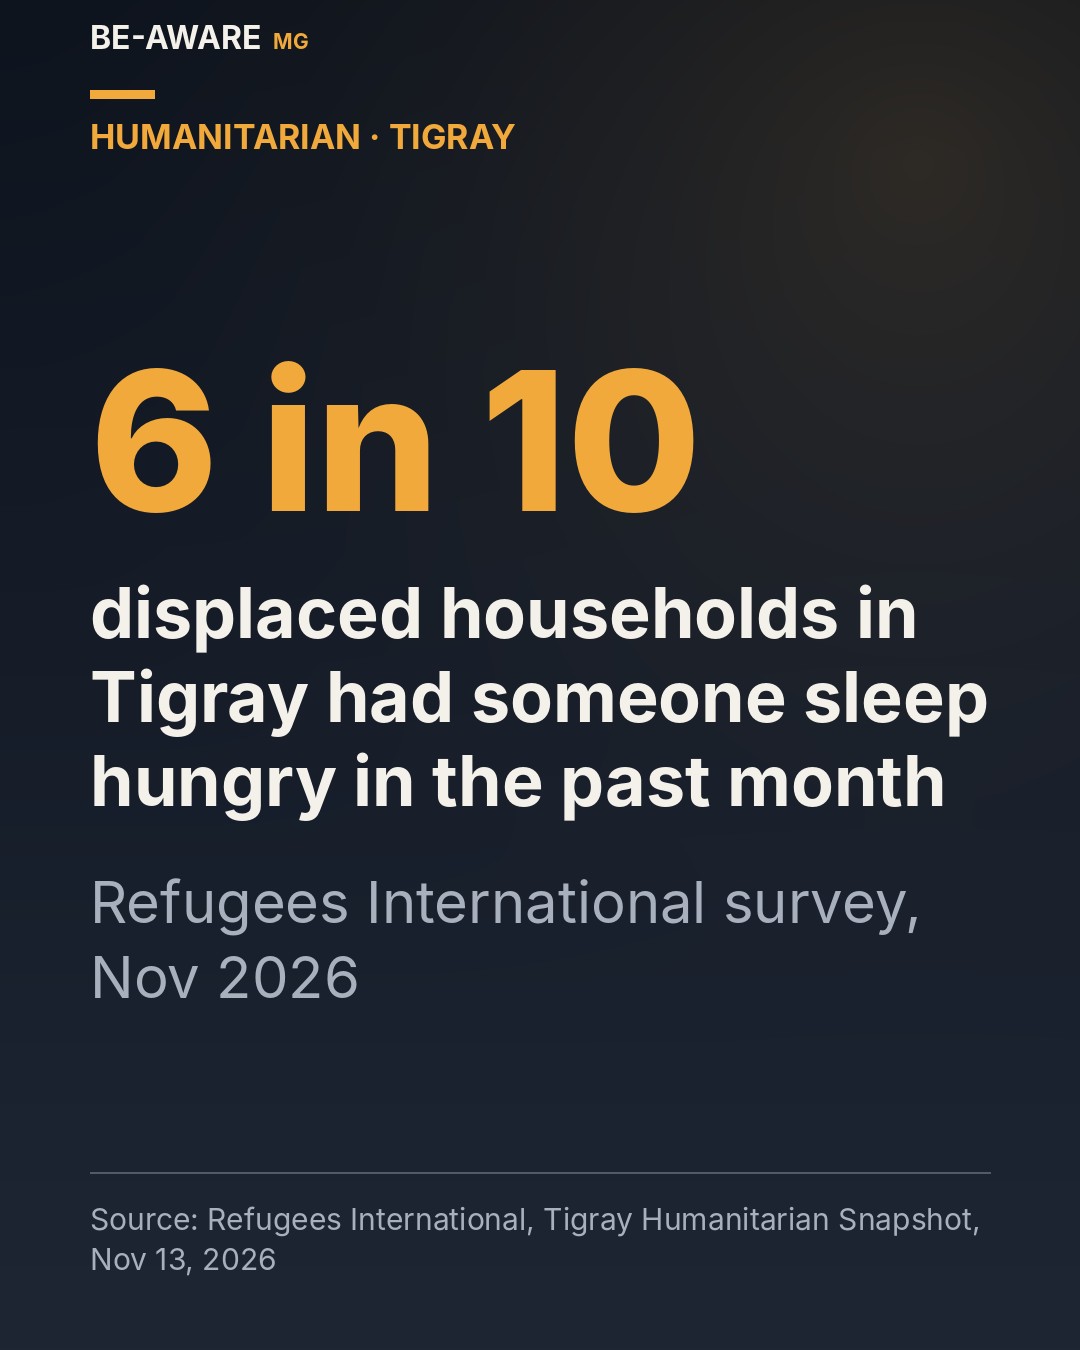 BE-AWARE MG
HUMANITARIAN · TIGRAY
6 in 10
displaced households in
Tigray had someone sleep
hungry in the past month
Refugees International survey,
Nov 2026
Source: Refugees International, Tigray Humanitarian Snapshot,
Nov 13, 2026